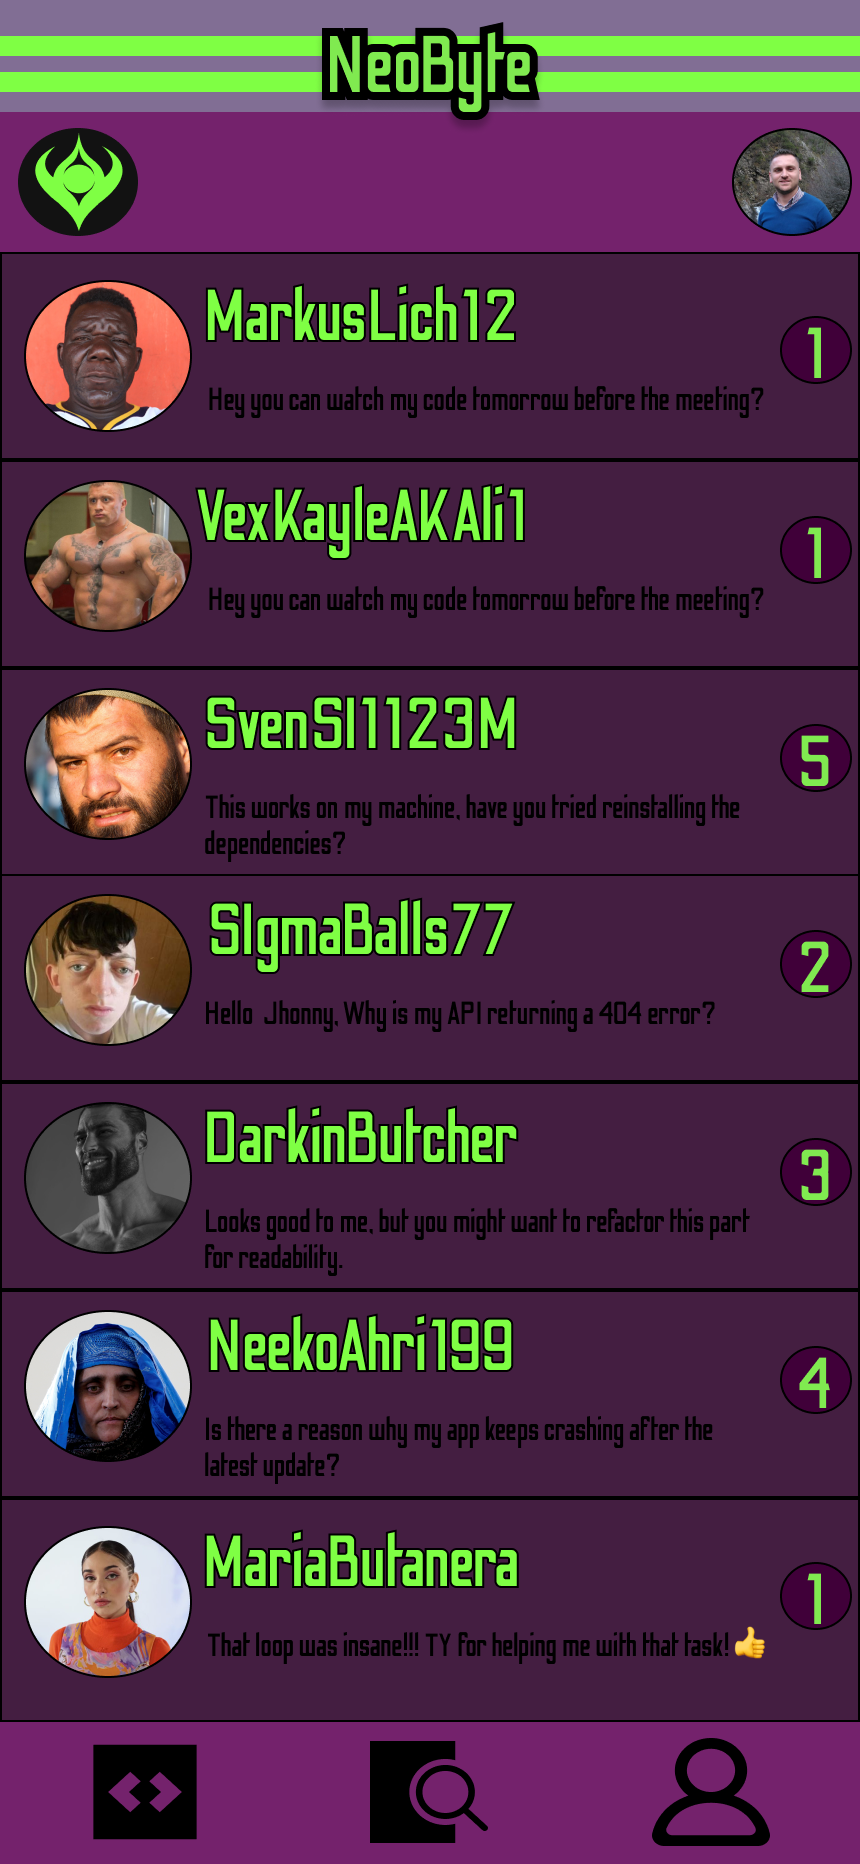 NeoByte
MarkusLich12
1
Hey you can watch my code tomorrow before the meeting?
VexKayleAKAli1
1
Hey you can watch my code tomorrow before the meeting?
SvenSl1123M
5
This works on my machine, have you tried reinstalling the
dependencies?
SIgmaBalls77
2
Hello Jhonny, Why is my API returning a 404 error?
DarkinButcher
3
Looks good to me, but you might want to refactor this part
for readability.
NeekoAhri199
4
Is there a reason why my app keeps crashing after the
latest update?
MariaButanera
1
That loop was insane!!! TY for helping me with that task! 👍